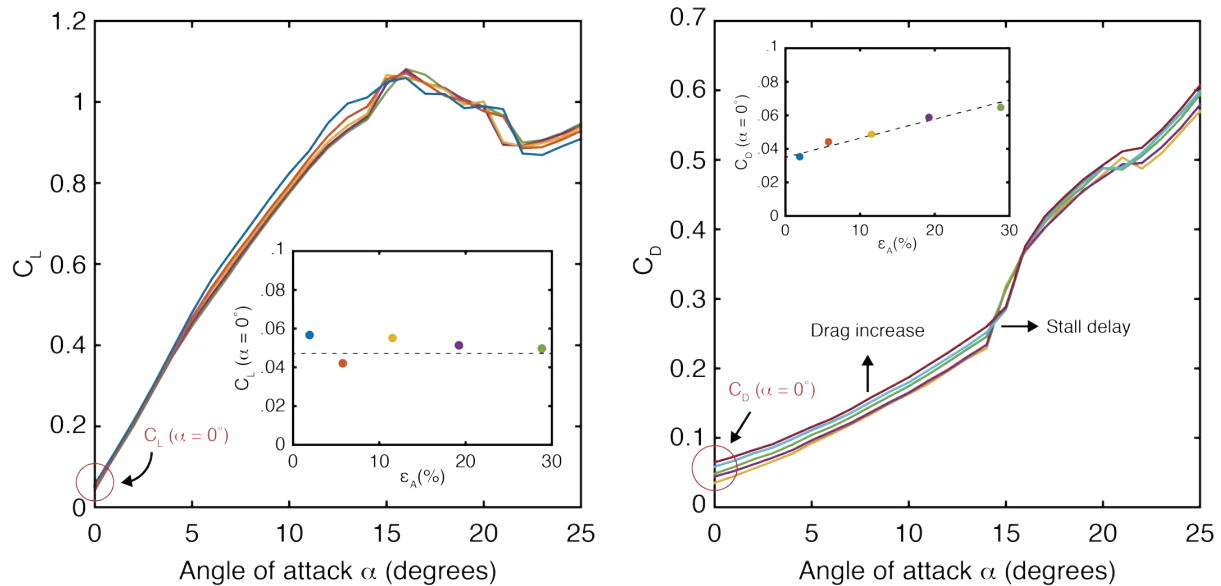 1.2
1
0.8
0.6
0.4
0.2
0
0 5 10 15 20 25
C_L
Angle of attack α (degrees)
C_L (α = 0°)
.1
.08
.06
.04
.02
0
0 10 20 30
C_L (α = 0°)
ε_A(%)
0.7
0.6
0.5
0.4
0.3
0.2
0.1
0
0 5 10 15 20 25
C_D
Angle of attack α (degrees)
.1
.08
.06
.04
.02
0
0 10 20 30
C_D (α = 0°)
ε_A(%)
Drag increase
Stall delay
C_D (α = 0°)